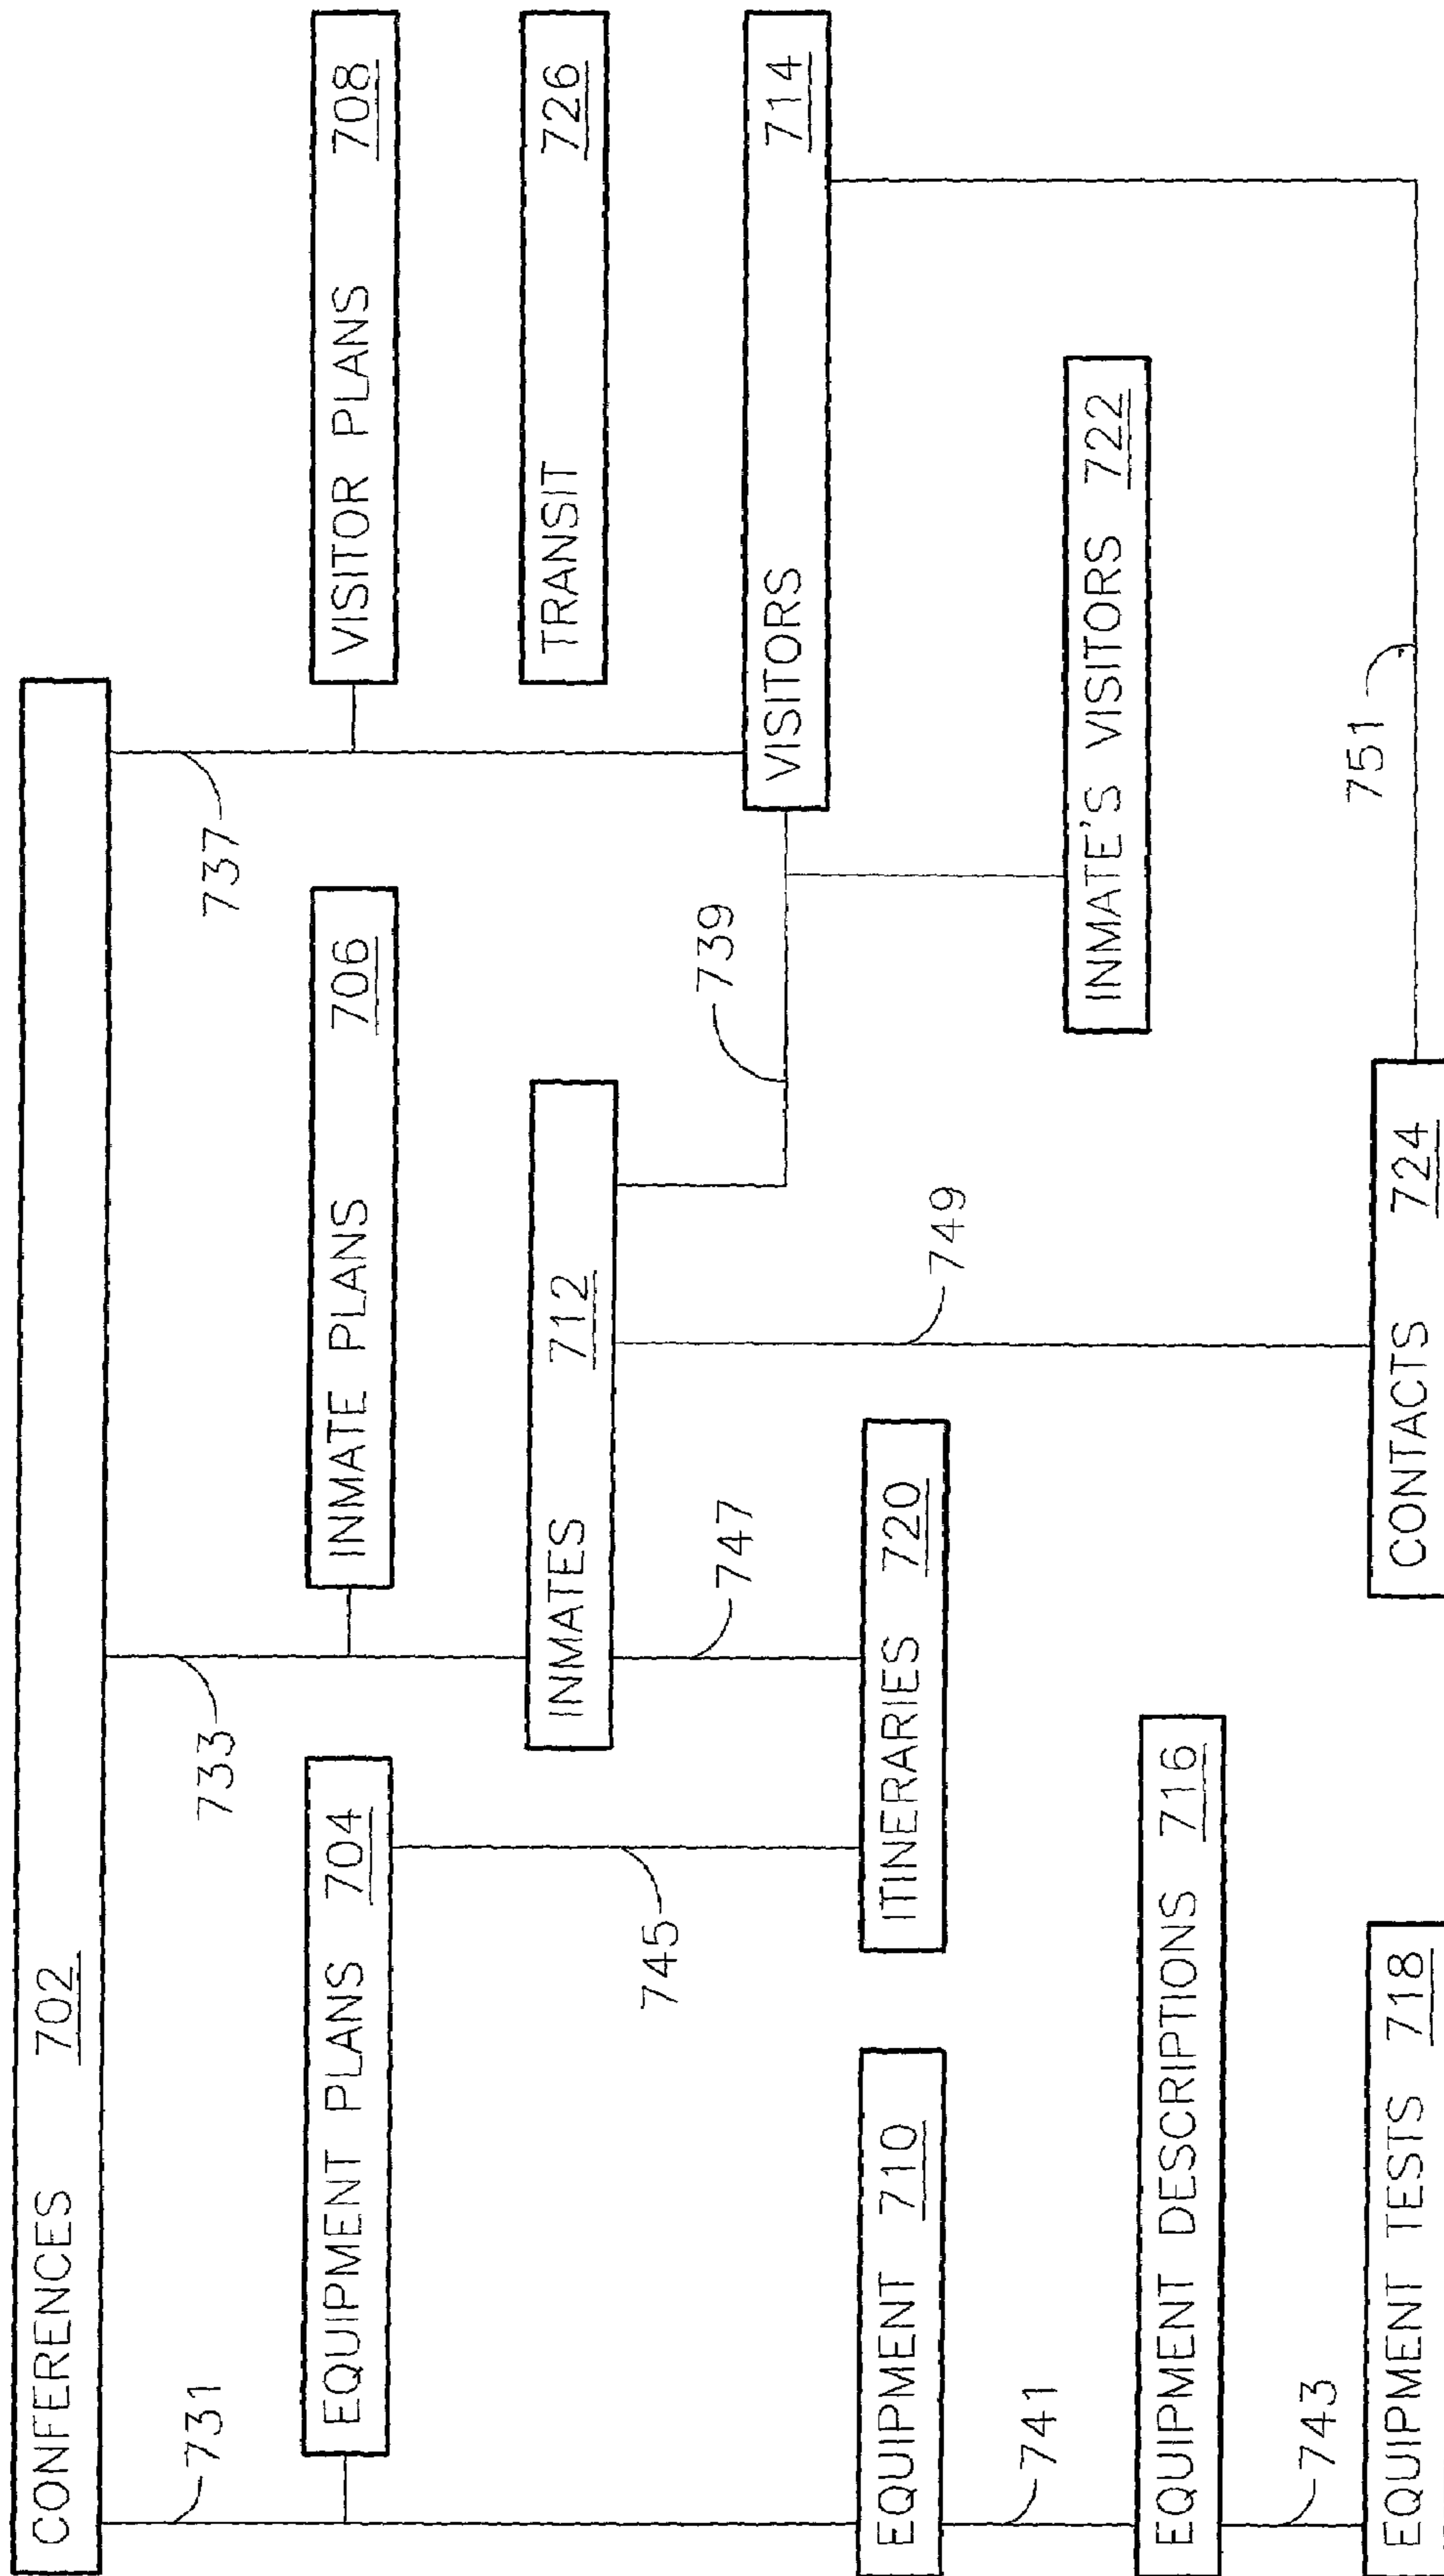 CONFERENCES 702
731
733
737
EQUIPMENT PLANS 704
INMATE PLANS 706
VISITOR PLANS 708
INMATES 712
TRANSIT 726
745
747
739
VISITORS 714
EQUIPMENT 710
ITINERARIES 720
749
741
EQUIPMENT DESCRIPTIONS 716
INMATE'S VISITORS 722
743
751
EQUIPMENT TESTS 718
CONTACTS 724